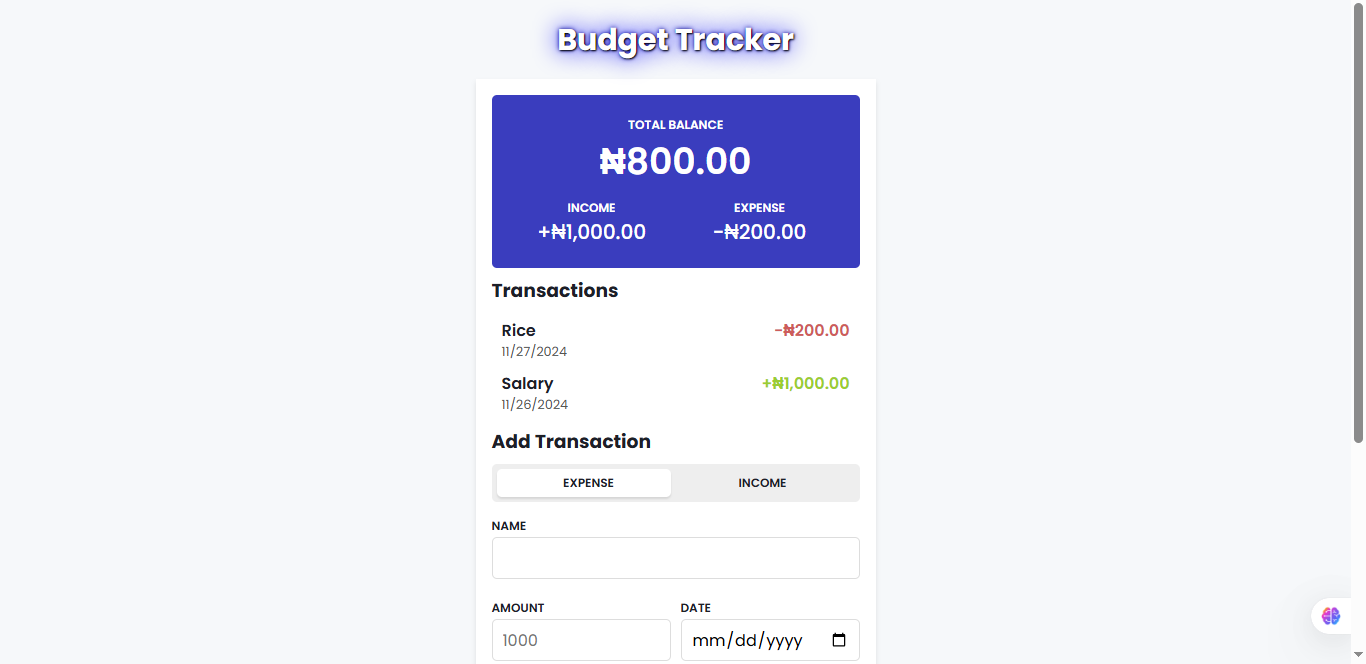 Budget Tracker
TOTAL BALANCE
₦800.00
INCOME EXPENSE
+₦1,000.00 -₦200.00
Transactions
Rice -₦200.00
11/27/2024
Salary +₦1,000.00
11/26/2024
Add Transaction
EXPENSE INCOME
NAME
AMOUNT DATE
1000 mm/dd/yyyy